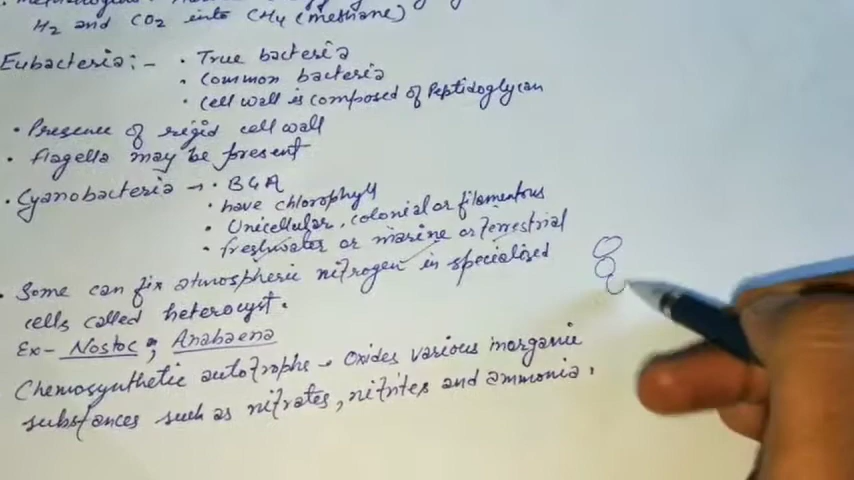 H2 and CO2 into CH4 (methane)
Eubacteria:- • True bacteria
• Common bacteria
• Cell wall is composed of Peptidoglycan
• Presence of rigid cell wall
• flagella may be present
• Cyanobacteria → • BGA
• have chlorophyll
• Unicellular, colonial or filamentous
• freshwater or marine or terrestrial
• Some can fix atmospheric nitrogen in specialised
cells called heterocyst.
Ex- Nostoc, Anabaena
Chemosynthetic autotrophs → Oxides various inorganic
substances such as nitrates, nitrites and ammonia.